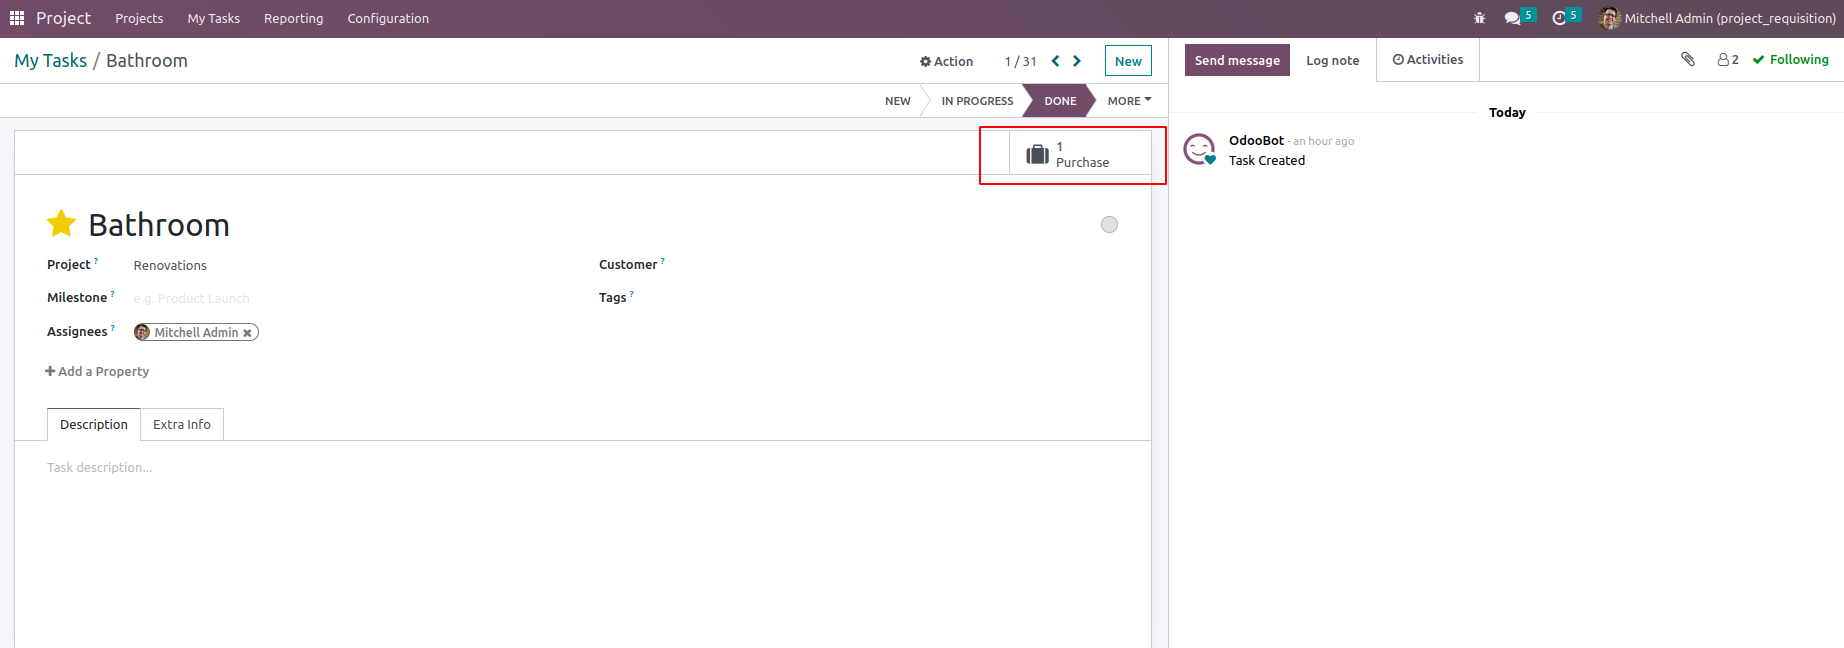 Project Projects My Tasks Reporting Configuration 5 5 Mitchell Admin (project_requisition)
My Tasks / Bathroom Action 1 / 31 New
Send message Log note Activities 2 Following
NEW IN PROGRESS DONE MORE
1
Purchase
Today
OdooBot - an hour ago
Task Created
Bathroom
Project ? Renovations
Customer ?
Milestone ? e.g. Product Launch
Tags ?
Assignees ? Mitchell Admin
Add a Property
Description Extra Info
Task description...